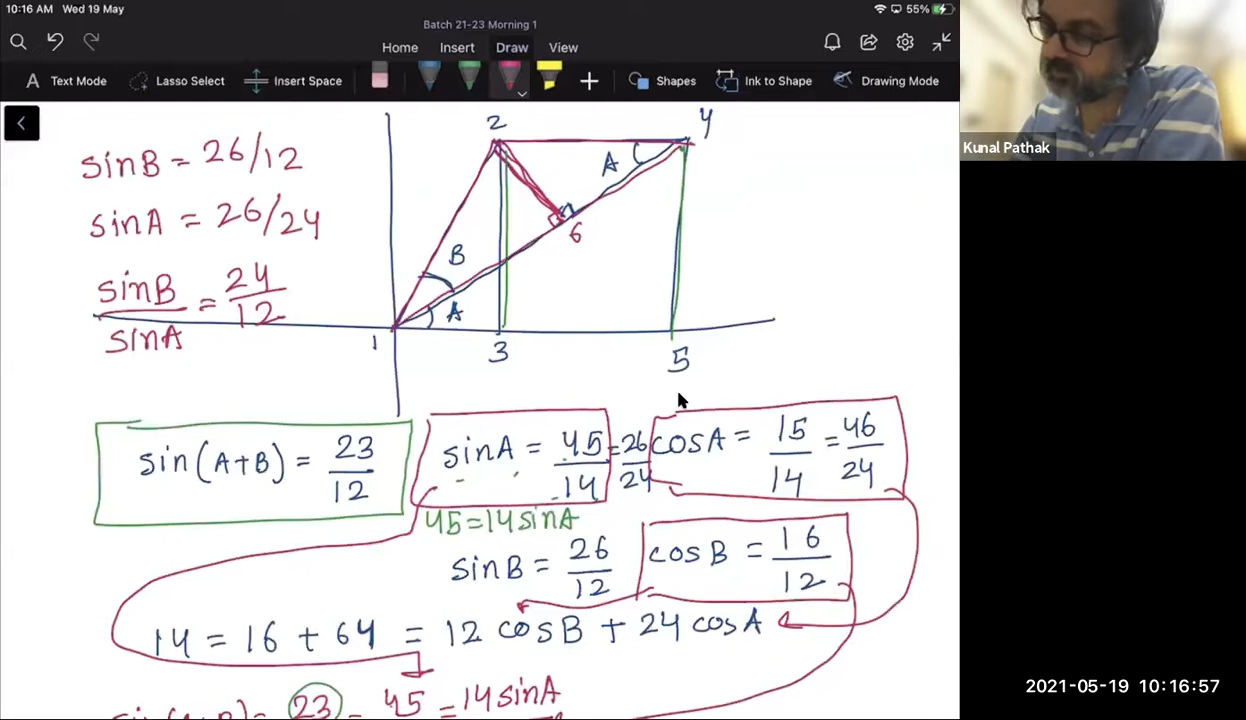 10:16 AM Wed 19 May
55%
Batch 21-23 Morning 1
Home Insert Draw View
A Text Mode Lasso Select Insert Space Shapes Ink to Shape Drawing Mode
Kunal Pathak
2 4
sinB = 26/12
A
sinA = 26/24
6
B
sinB/sinA = 24/12
A
1 3 5
sin(A+B) = 23/12 sinA = 45/14 = 26/24 cosA = 15/14 = 46/24
45 = 14 sinA
sinB = 26/12 cosB = 16/12
14 = 16 + 64 = 12 cosB + 24 cosA
23 = 45 = 14 sinA
2021-05-19 10:16:57